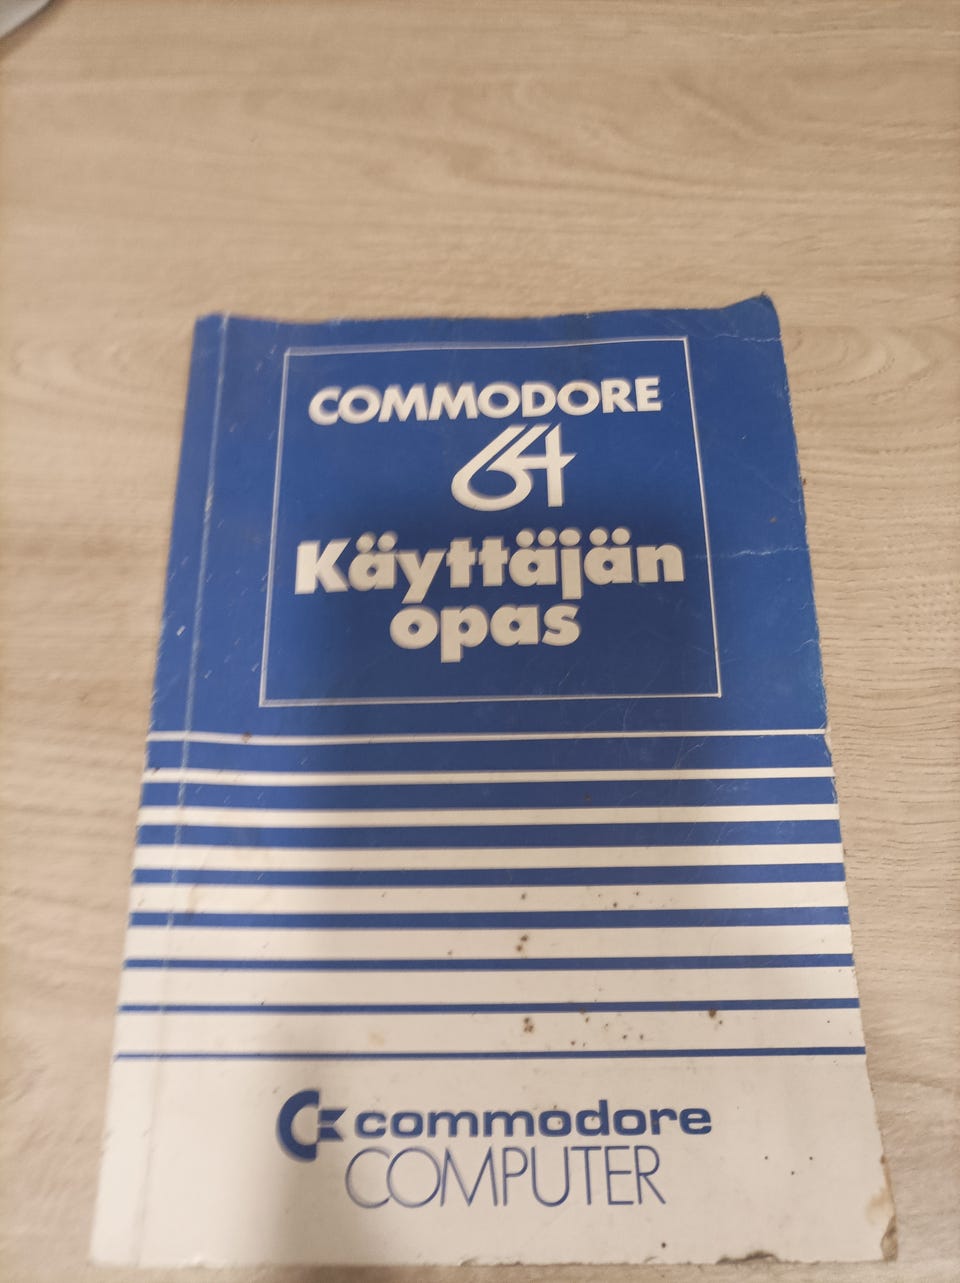 COMMODORE
64
Käyttäjän
opas
commodore
COMPUTER